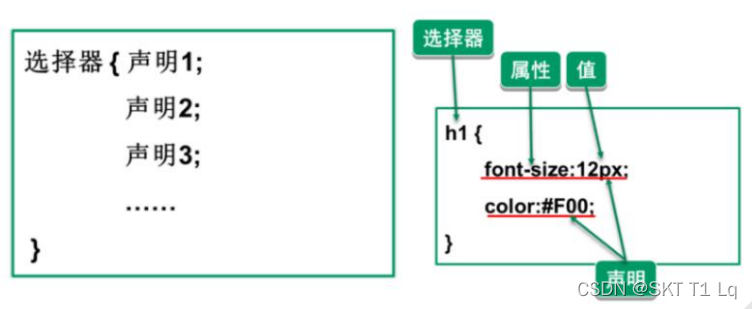 选择器 { 声明1;
声明2;
声明3;
……
}
选择器
属性
值
h1 {
font-size:12px;
color:#F00;
}
声明
CSDN @SKT T1 Lq